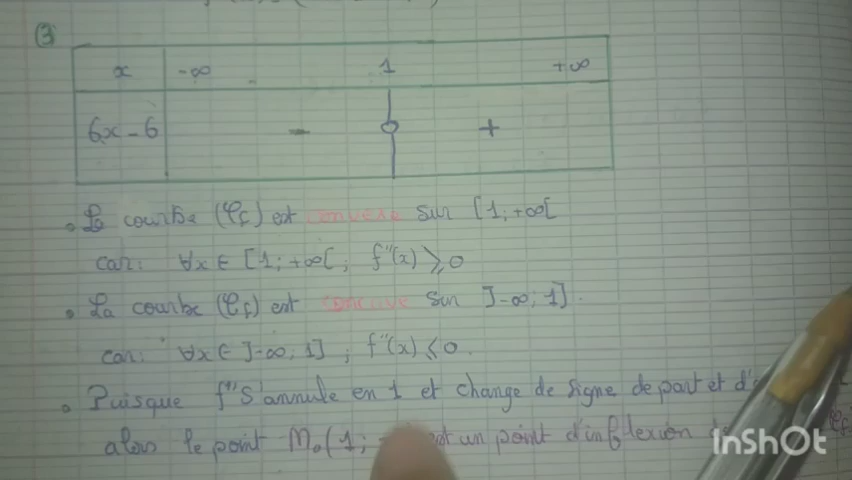 ③
x -∞ 1 +∞
6x-6 - +
• La courbe (𝒞f) est convexe sur [1;+∞[
car: ∀x∈ [1;+∞[; f"(x) ⩾ 0
• La courbe (𝒞f) est concave sur ]-∞;1].
car: ∀x∈ ]-∞;1] ; f"(x) ⩽ 0.
• Puisque f" s'annule en 1 et change de signe de part et
alors le point M₀(1; un point d'inflexion
InShOt